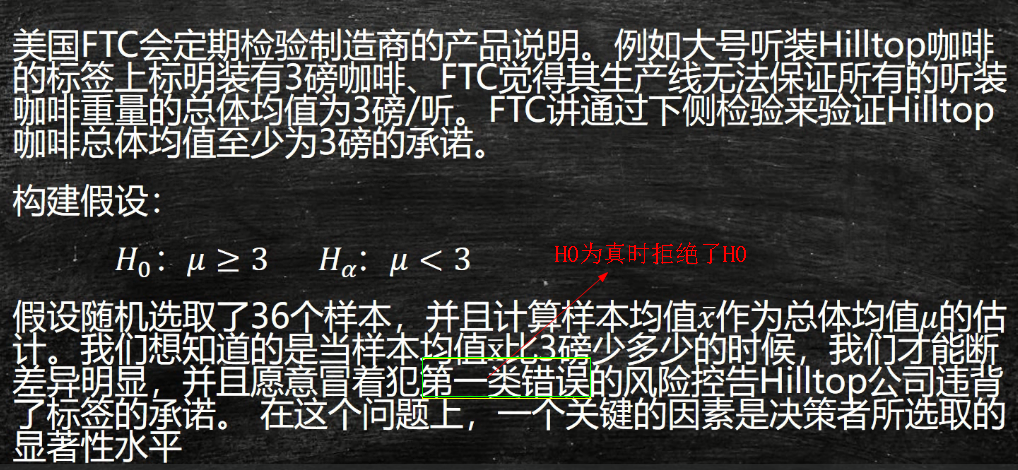 美国FTC会定期检验制造商的产品说明。例如大号听装Hilltop咖啡
的标签上标明装有3磅咖啡、FTC觉得其生产线无法保证所有的听装
咖啡重量的总体均值为3磅/听。FTC讲通过下侧检验来验证Hilltop
咖啡总体均值至少为3磅的承诺。
构建假设：
H₀：μ ≥ 3 Hα：μ < 3
H0为真时拒绝了H0
假设随机选取了36个样本，并且计算样本均值x̄作为总体均值μ的估
计。我们想知道的是当样本均值x比3磅少多少的时候，我们才能断
差异明显，并且愿意冒着犯第一类错误的风险控告Hilltop公司违背
了标签的承诺。 在这个问题上，一个关键的因素是决策者所选取的
显著性水平